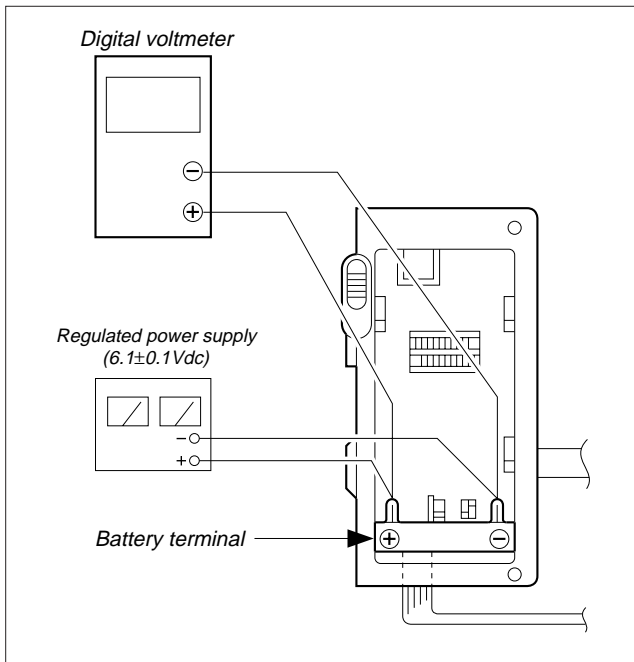 Digital voltmeter
−
+
Regulated power supply
(6.1±0.1Vdc)
−
+
Battery terminal
+
−